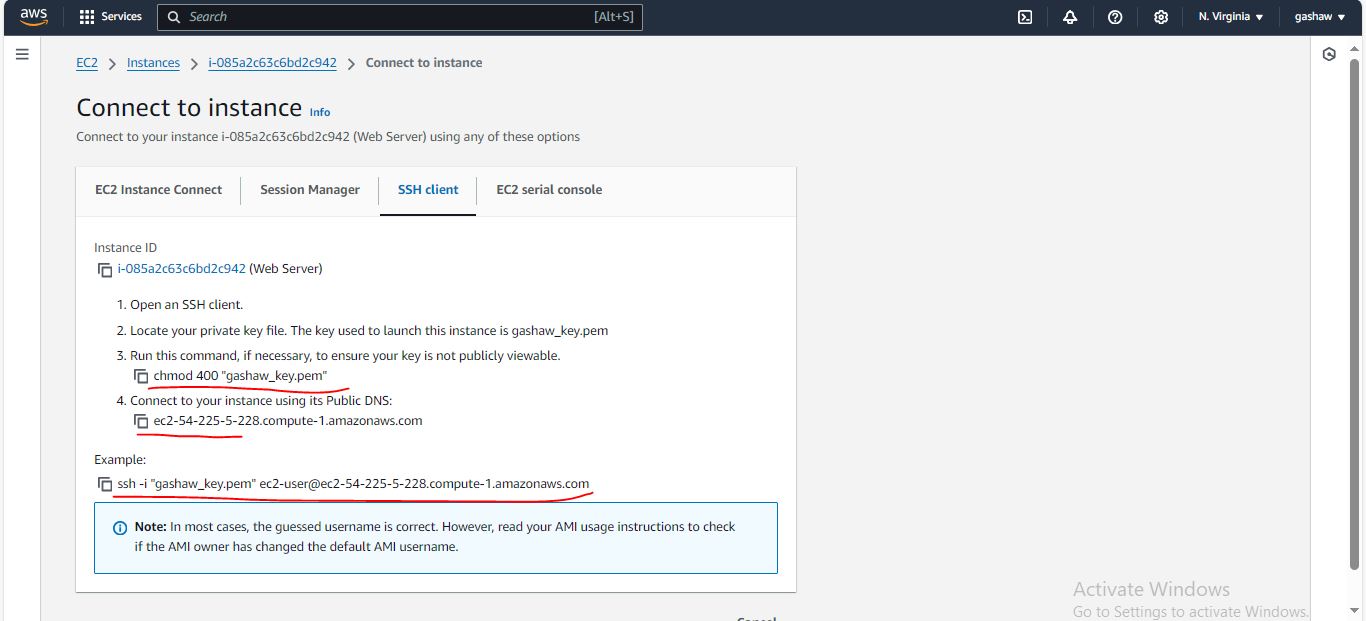 aws Services Search [Alt+S] N. Virginia gashaw
EC2 Instances i-085a2c63c6bd2c942 Connect to instance
Connect to instance Info
Connect to your instance i-085a2c63c6bd2c942 (Web Server) using any of these options
EC2 Instance Connect Session Manager SSH client EC2 serial console
Instance ID
i-085a2c63c6bd2c942 (Web Server)
1. Open an SSH client.
2. Locate your private key file. The key used to launch this instance is gashaw_key.pem
3. Run this command, if necessary, to ensure your key is not publicly viewable.
chmod 400 "gashaw_key.pem"
4. Connect to your instance using its Public DNS:
ec2-54-225-5-228.compute-1.amazonaws.com
Example:
ssh -i "gashaw_key.pem" ec2-user@ec2-54-225-5-228.compute-1.amazonaws.com
Note: In most cases, the guessed username is correct. However, read your AMI usage instructions to check
if the AMI owner has changed the default AMI username.
Activate Windows
Go to Settings to activate Windows.
Cancel